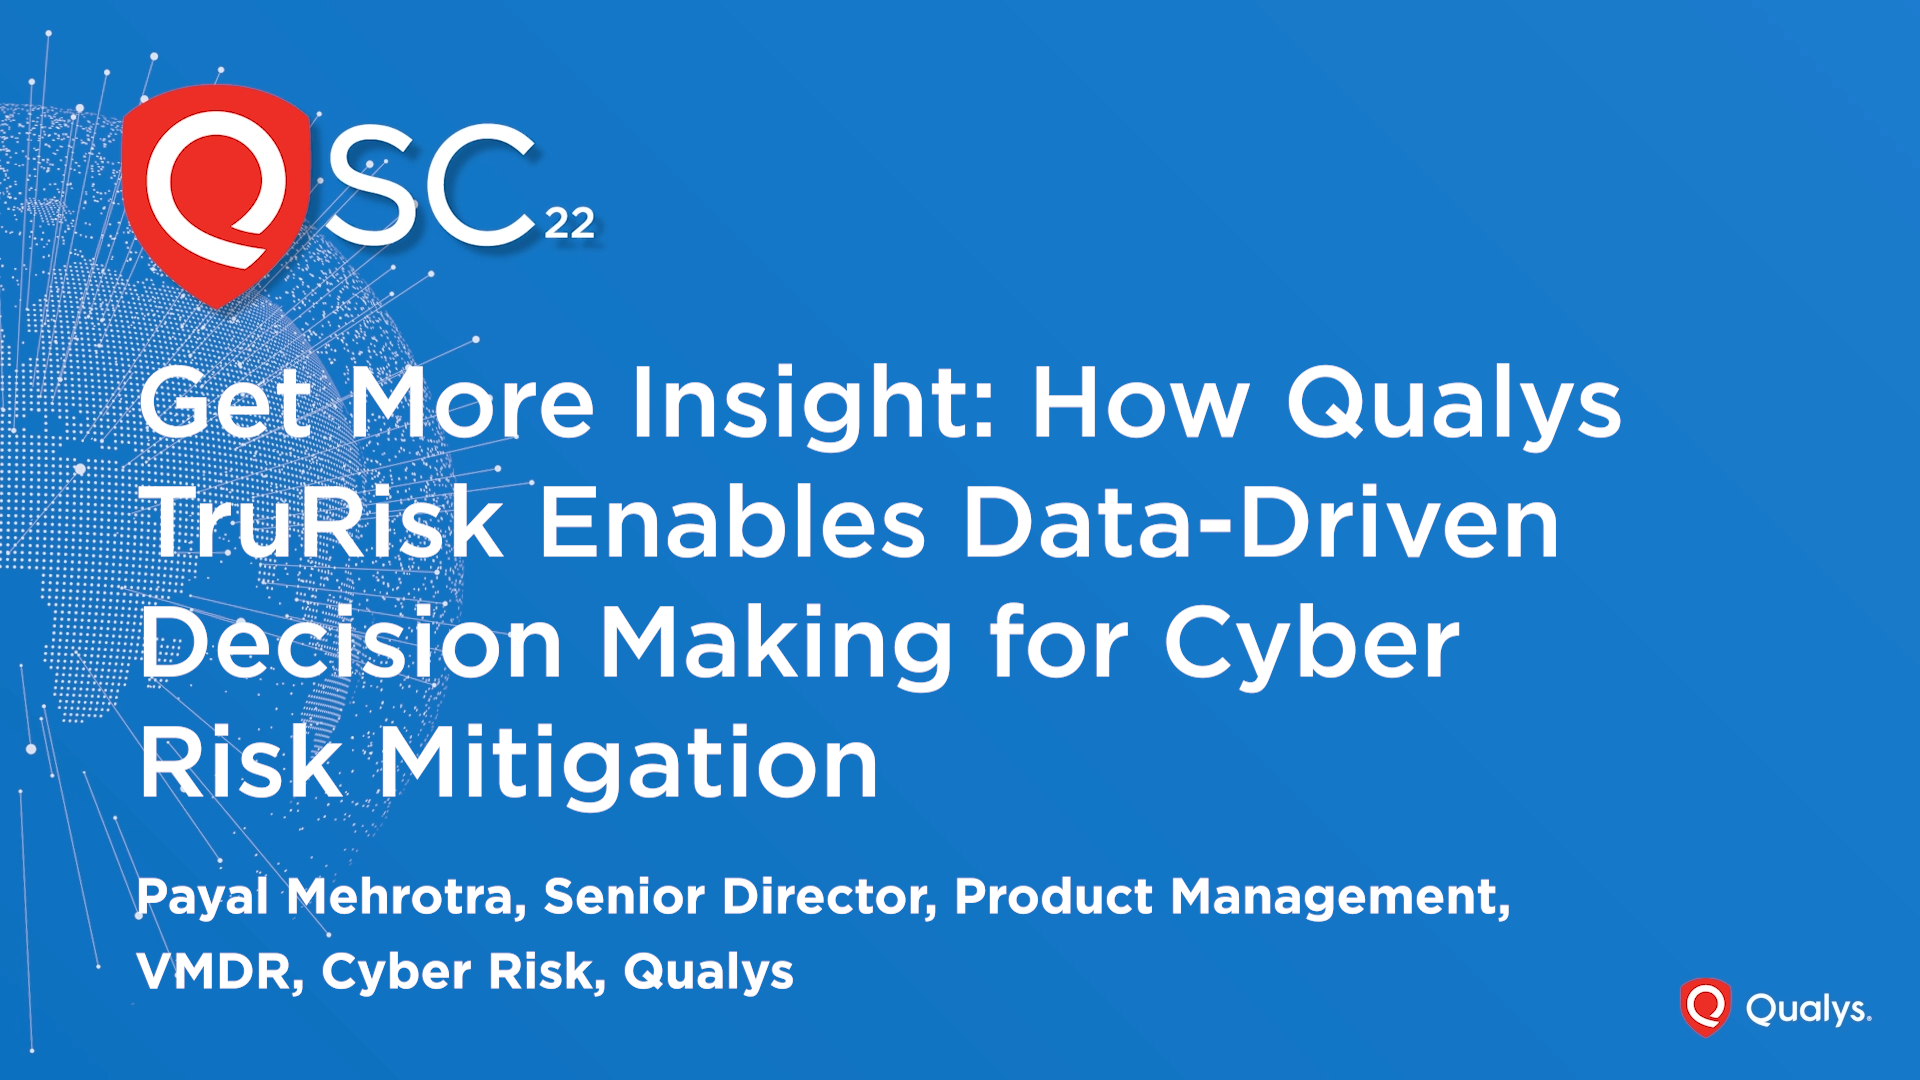 QSC22
Get More Insight: How Qualys
TruRisk Enables Data-Driven
Decision Making for Cyber
Risk Mitigation
Payal Mehrotra, Senior Director, Product Management,
VMDR, Cyber Risk, Qualys
Qualys.